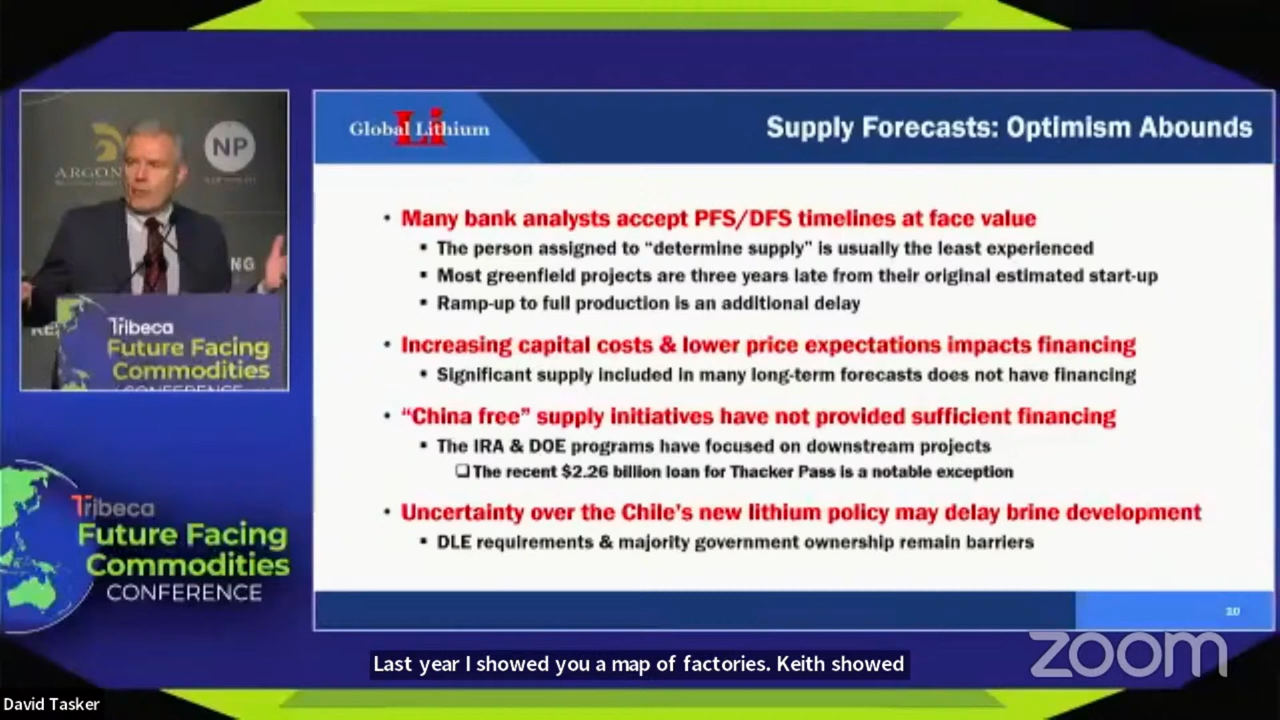 ARGON
NP
NG
Tribeca
Future Facing
Commodities
CONFERENCE
Tribeca
Future Facing
Commodities
CONFERENCE
Global Lithium
Li
Supply Forecasts: Optimism Abounds
• Many bank analysts accept PFS/DFS timelines at face value
▪ The person assigned to “determine supply” is usually the least experienced
▪ Most greenfield projects are three years late from their original estimated start-up
▪ Ramp-up to full production is an additional delay
• Increasing capital costs & lower price expectations impacts financing
▪ Significant supply included in many long-term forecasts does not have financing
• “China free” supply initiatives have not provided sufficient financing
▪ The IRA & DOE programs have focused on downstream projects
❑ The recent $2.26 billion loan for Thacker Pass is a notable exception
• Uncertainty over the Chile's new lithium policy may delay brine development
▪ DLE requirements & majority government ownership remain barriers
10
zoom
Last year I showed you a map of factories. Keith showed
David Tasker